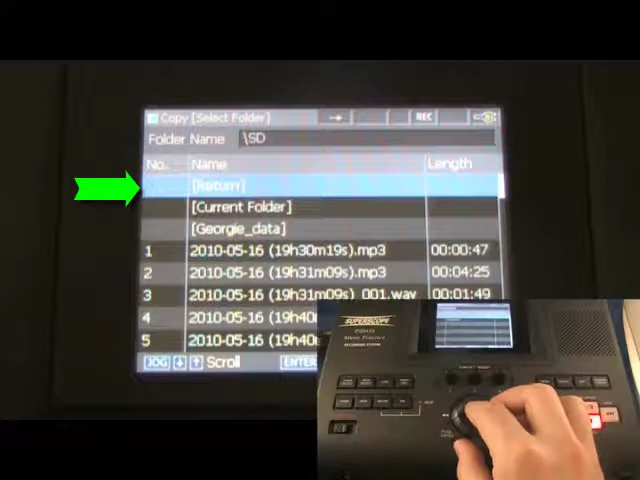 Copy [Select Folder] → REC
Folder Name \SD
No. Name Length
[Return]
[Current Folder]
[Georgie_data]
1 2010-05-16 (19h30m19s).mp3 00:00:47
2 2010-05-16 (19h31m09s).mp3 00:04:25
3 2010-05-16 (19h31m09s)_001.wav 00:01:49
4 2010-05-16 (19h40
5 2010-05-16 (19h40
JOG Scroll ENTER
SUPERSCOPE
Music Practice